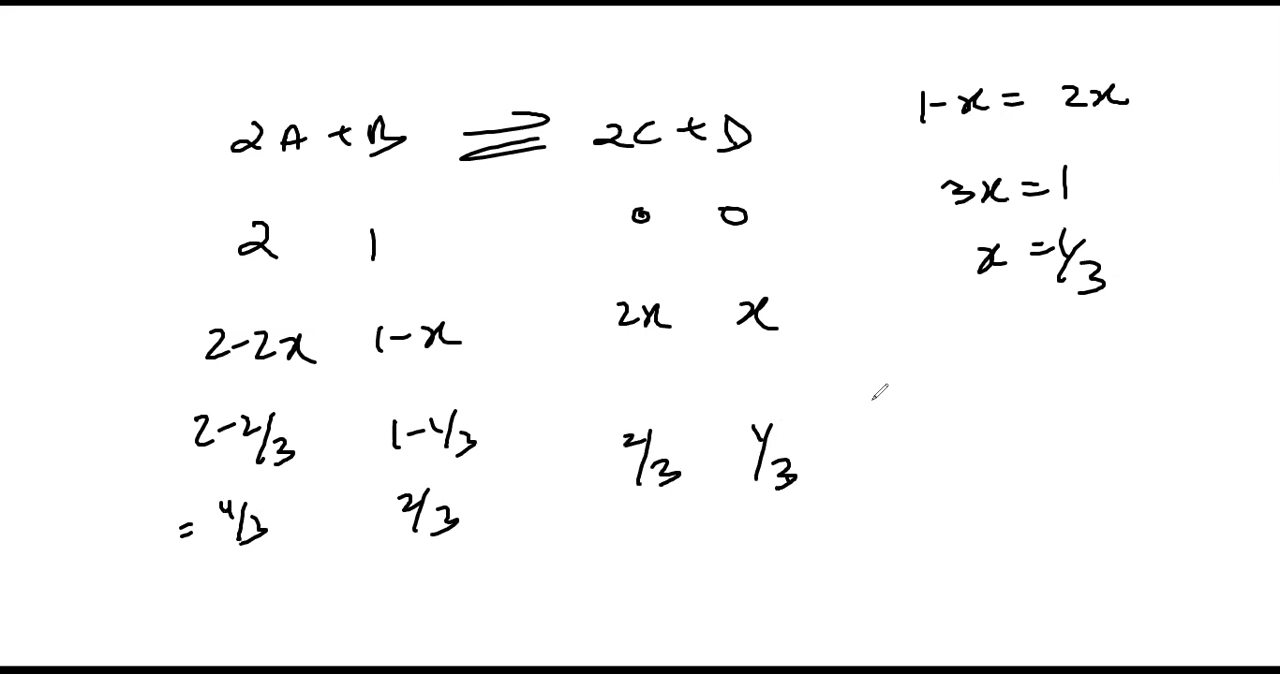 2A + B ⇌ 2C + D
2 1 0 0
2-2x 1-x 2x x
2-2/3 1-1/3 2/3 1/3
= 4/3 2/3
1-x = 2x
3x = 1
x = 1/3